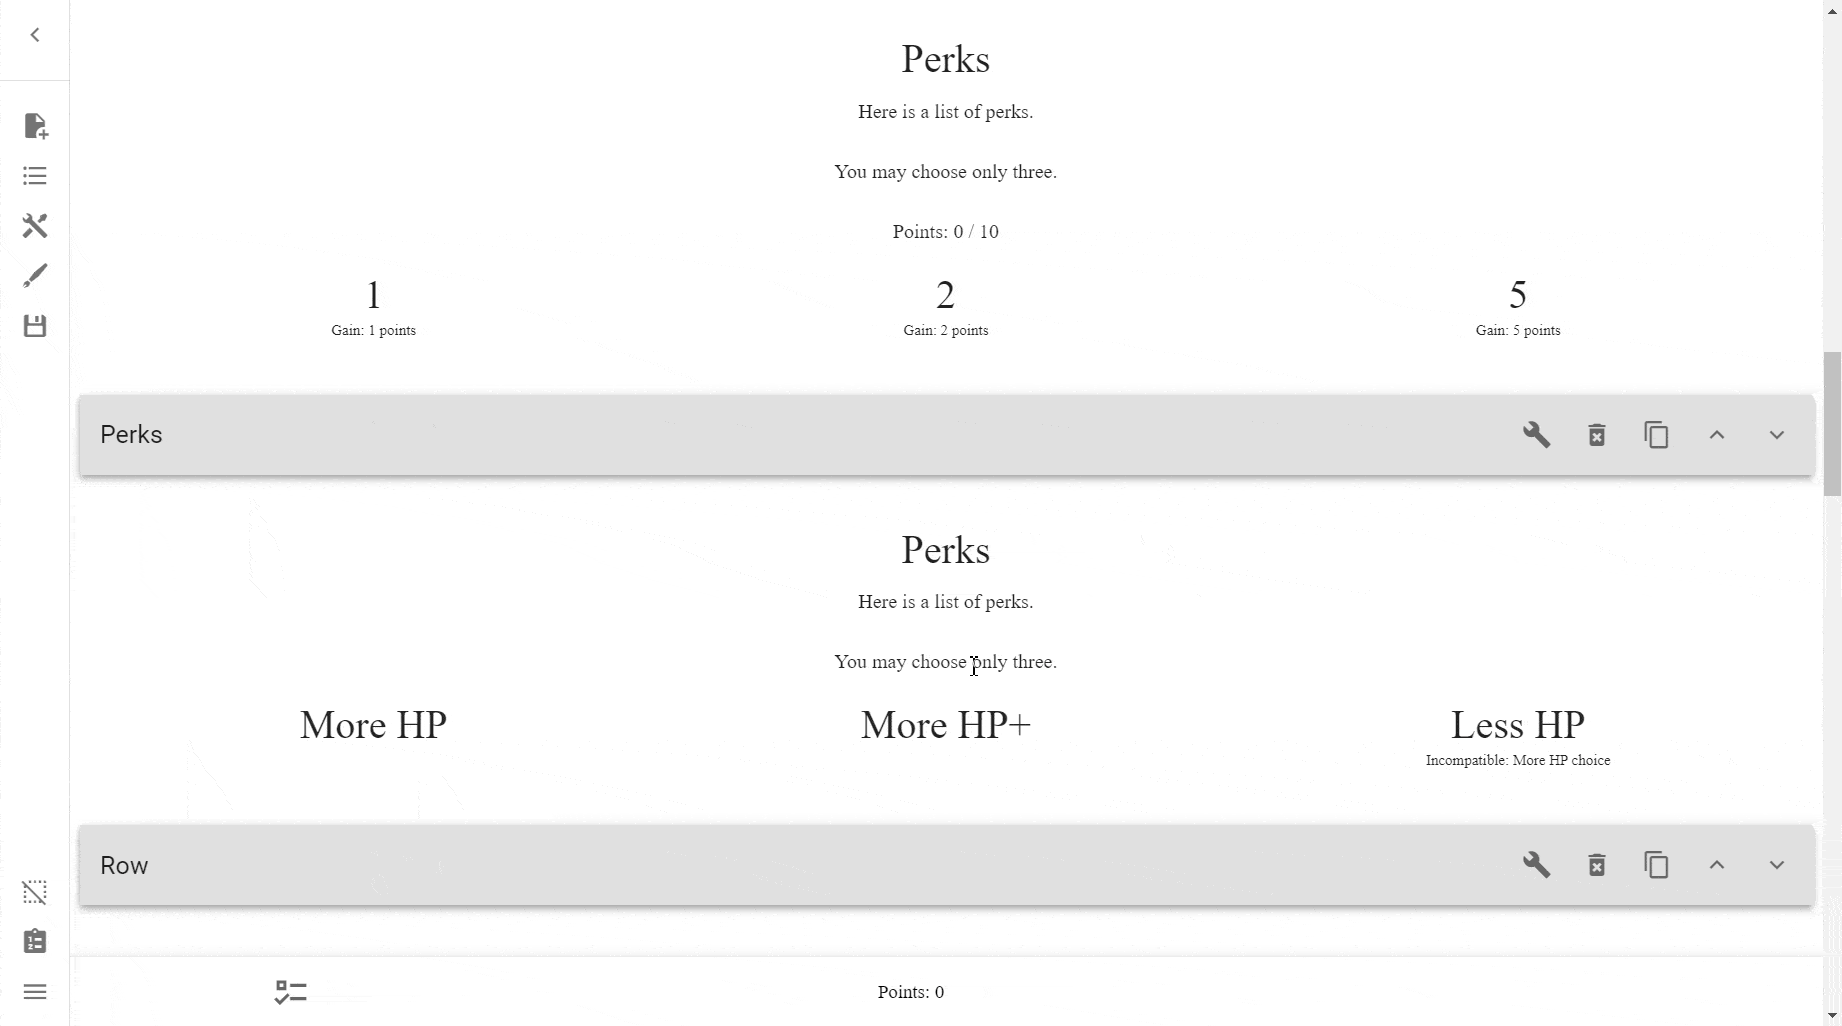 Perks
Here is a list of perks.
You may choose only three.
Points: 0 / 10
1
Gain: 1 points
2
Gain: 2 points
5
Gain: 5 points
Perks
Perks
Here is a list of perks.
You may choose only three.
More HP
More HP+
Less HP
Incompatible: More HP choice
Row
Points: 0